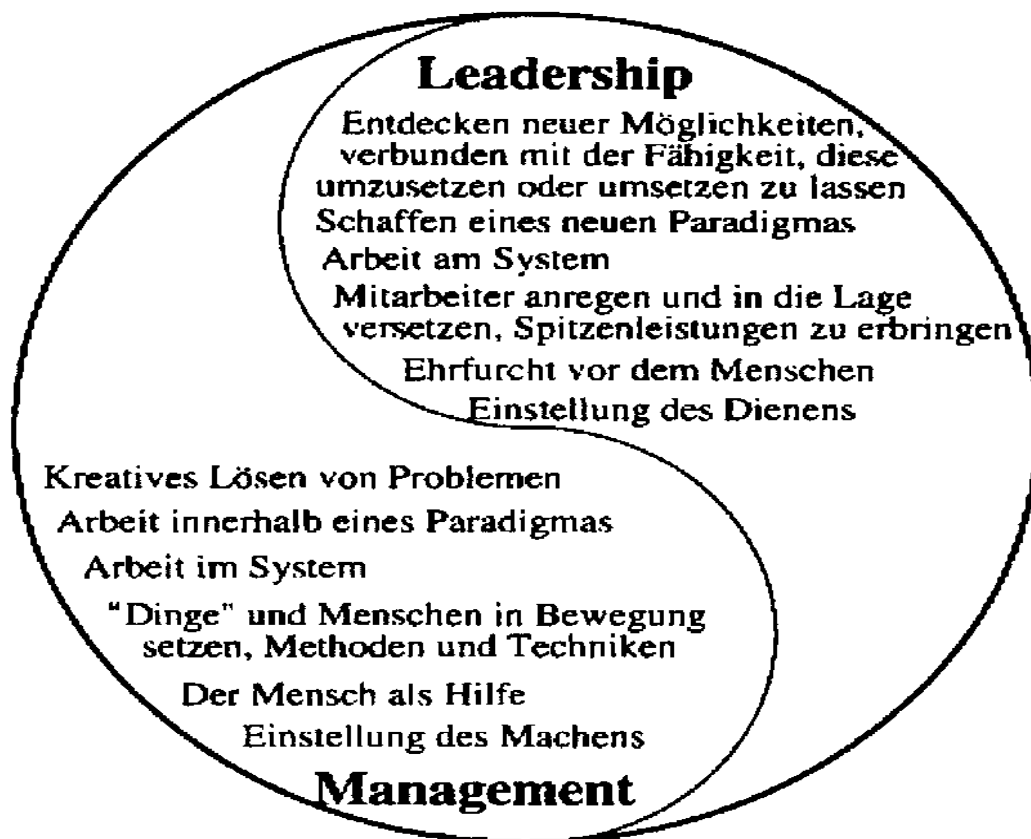 Leadership
Entdecken neuer Möglichkeiten,
verbunden mit der Fähigkeit, diese
umzusetzen oder umsetzen zu lassen
Schaffen eines neuen Paradigmas
Arbeit am System
Mitarbeiter anregen und in die Lage
versetzen, Spitzenleistungen zu erbringen
Ehrfurcht vor dem Menschen
Einstellung des Dienens
Kreatives Lösen von Problemen
Arbeit innerhalb eines Paradigmas
Arbeit im System
"Dinge" und Menschen in Bewegung
setzen, Methoden und Techniken
Der Mensch als Hilfe
Einstellung des Machens
Management